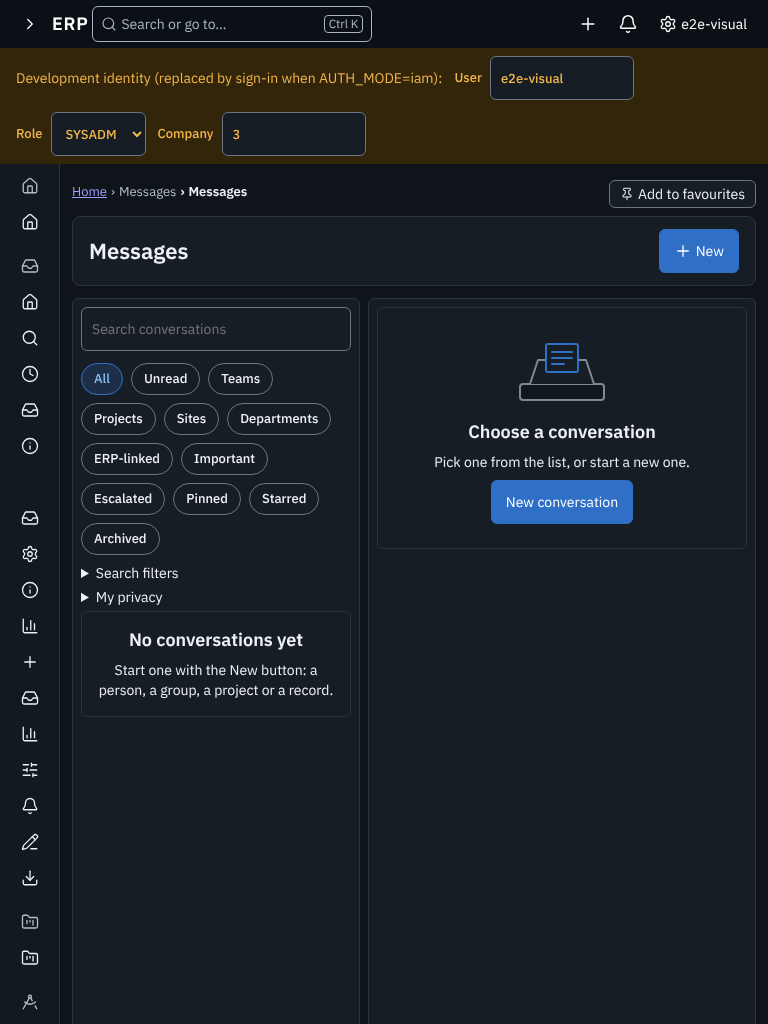 ERP
Search or go to...
Ctrl K
e2e-visual
Development identity (replaced by sign-in when AUTH_MODE=iam):
User
e2e-visual
Role
SYSADM
Company
3
Home › Messages › Messages
Add to favourites
Messages
New
Search conversations
All
Unread
Teams
Projects
Sites
Departments
ERP-linked
Important
Escalated
Pinned
Starred
Archived
Search filters
My privacy
No conversations yet
Start one with the New button: a
person, a group, a project or a record.
Choose a conversation
Pick one from the list, or start a new one.
New conversation